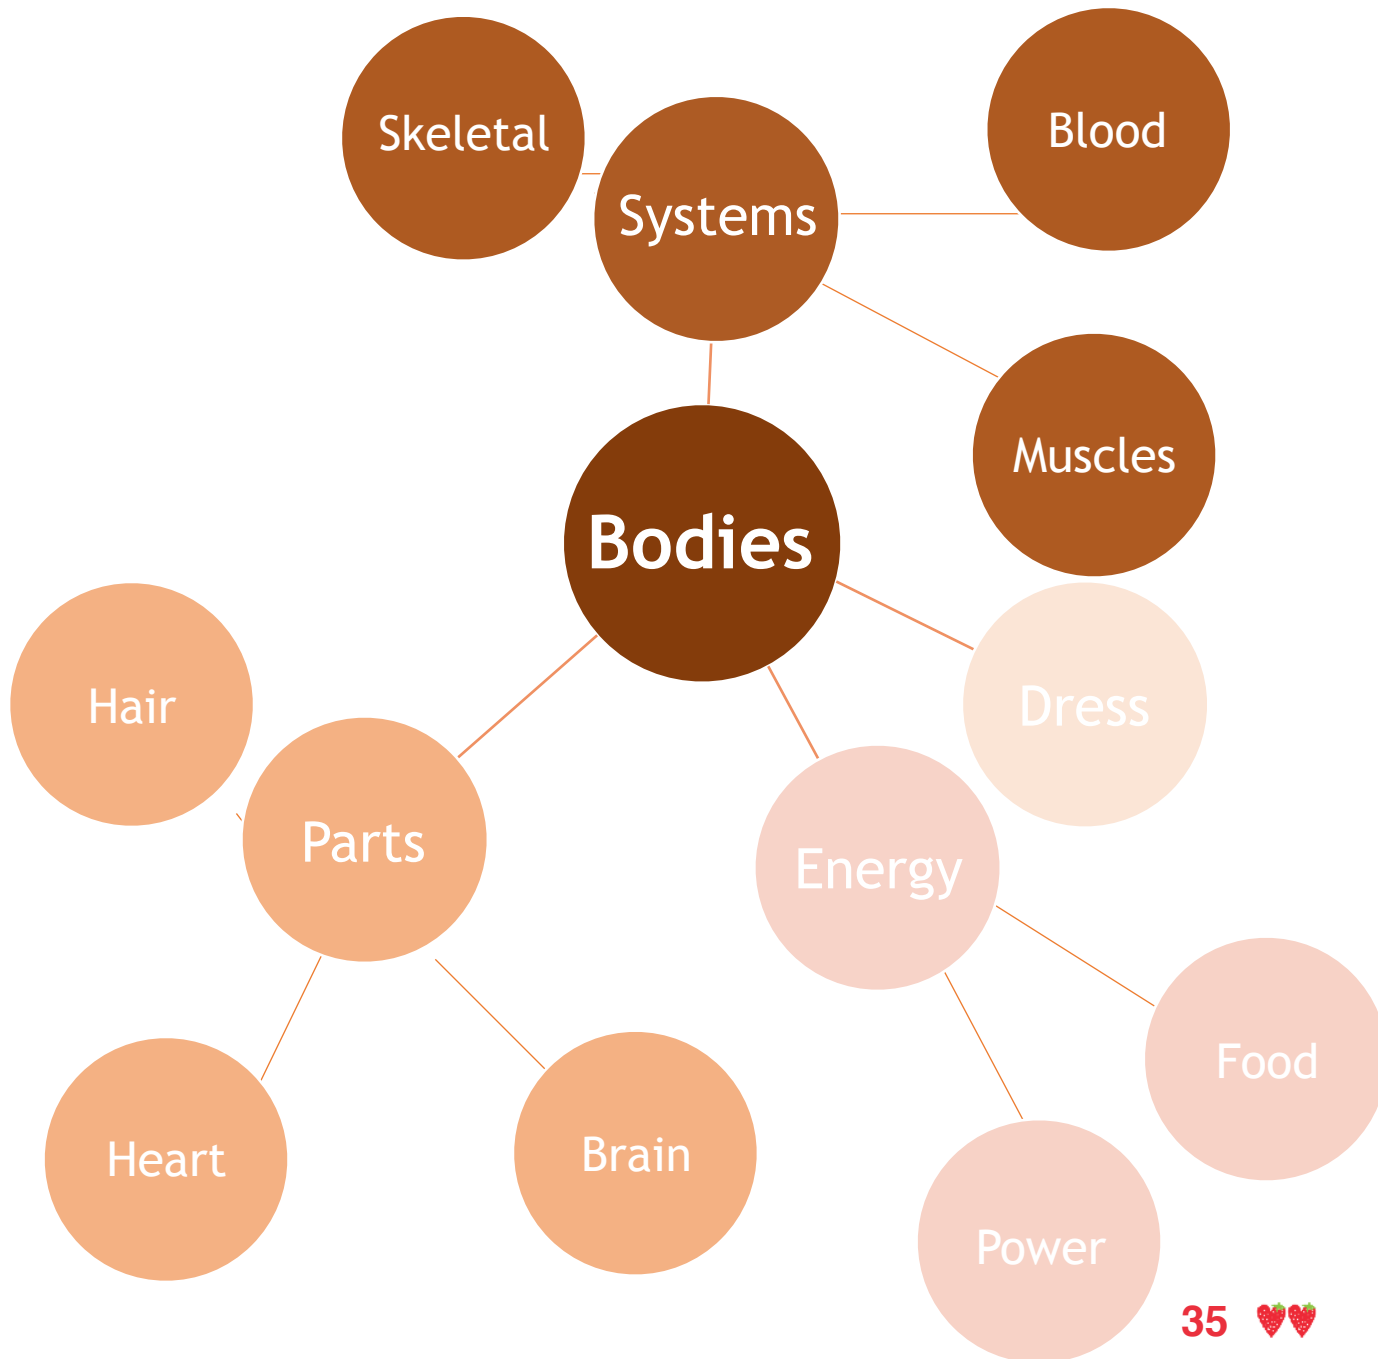 Skeletal
Blood
Systems
Muscles
Bodies
Hair
Dress
Parts
Energy
Food
Heart
Brain
Power
35